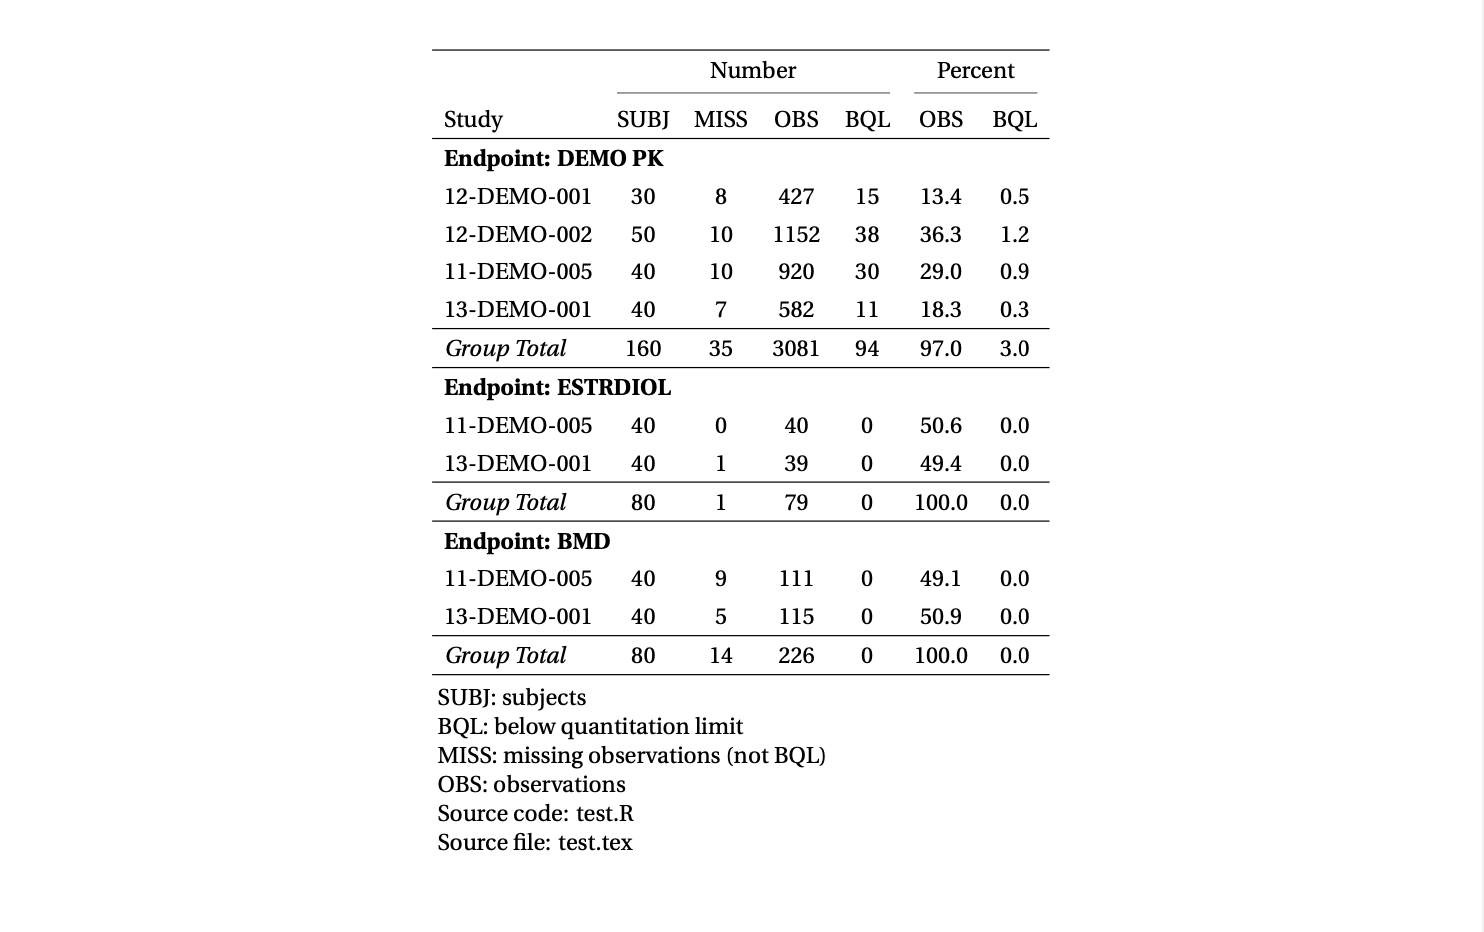 Number Percent
Study SUBJ MISS OBS BQL OBS BQL
Endpoint: DEMO PK
12-DEMO-001 30 8 427 15 13.4 0.5
12-DEMO-002 50 10 1152 38 36.3 1.2
11-DEMO-005 40 10 920 30 29.0 0.9
13-DEMO-001 40 7 582 11 18.3 0.3
Group Total 160 35 3081 94 97.0 3.0
Endpoint: ESTRDIOL
11-DEMO-005 40 0 40 0 50.6 0.0
13-DEMO-001 40 1 39 0 49.4 0.0
Group Total 80 1 79 0 100.0 0.0
Endpoint: BMD
11-DEMO-005 40 9 111 0 49.1 0.0
13-DEMO-001 40 5 115 0 50.9 0.0
Group Total 80 14 226 0 100.0 0.0
SUBJ: subjects
BQL: below quantitation limit
MISS: missing observations (not BQL)
OBS: observations
Source code: test.R
Source file: test.tex